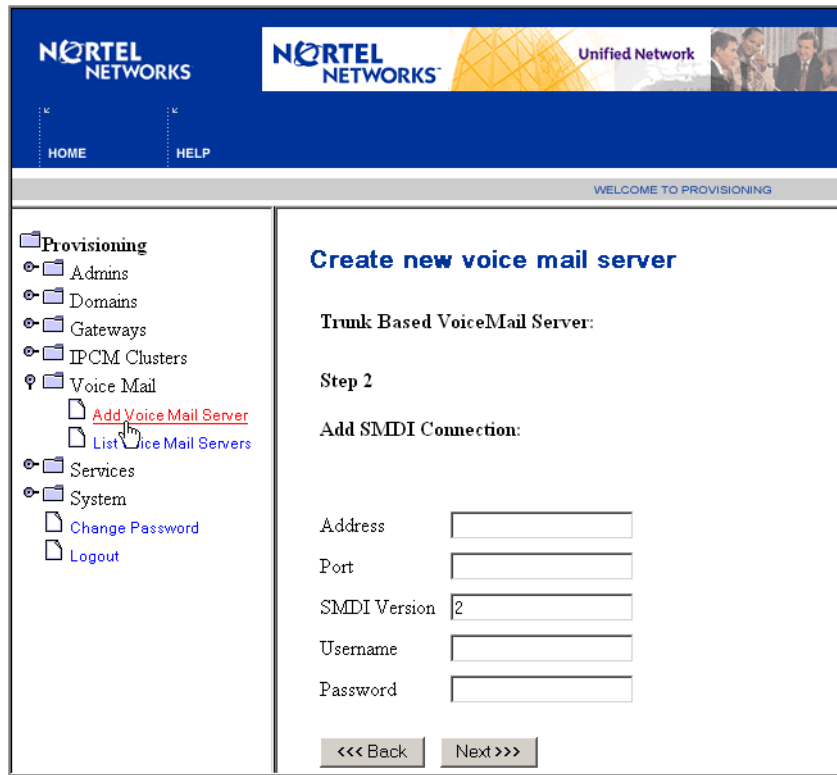 NORTEL
NETWORKS
NORTEL
NETWORKS™
Unified Network
HOME
HELP
WELCOME TO PROVISIONING
Provisioning
Admins
Domains
Gateways
IPCM Clusters
Voice Mail
Add Voice Mail Server
List Voice Mail Servers
Services
System
Change Password
Logout
Create new voice mail server
Trunk Based VoiceMail Server:
Step 2
Add SMDI Connection:
Address
Port
SMDI Version 2
Username
Password
<<< Back
Next >>>